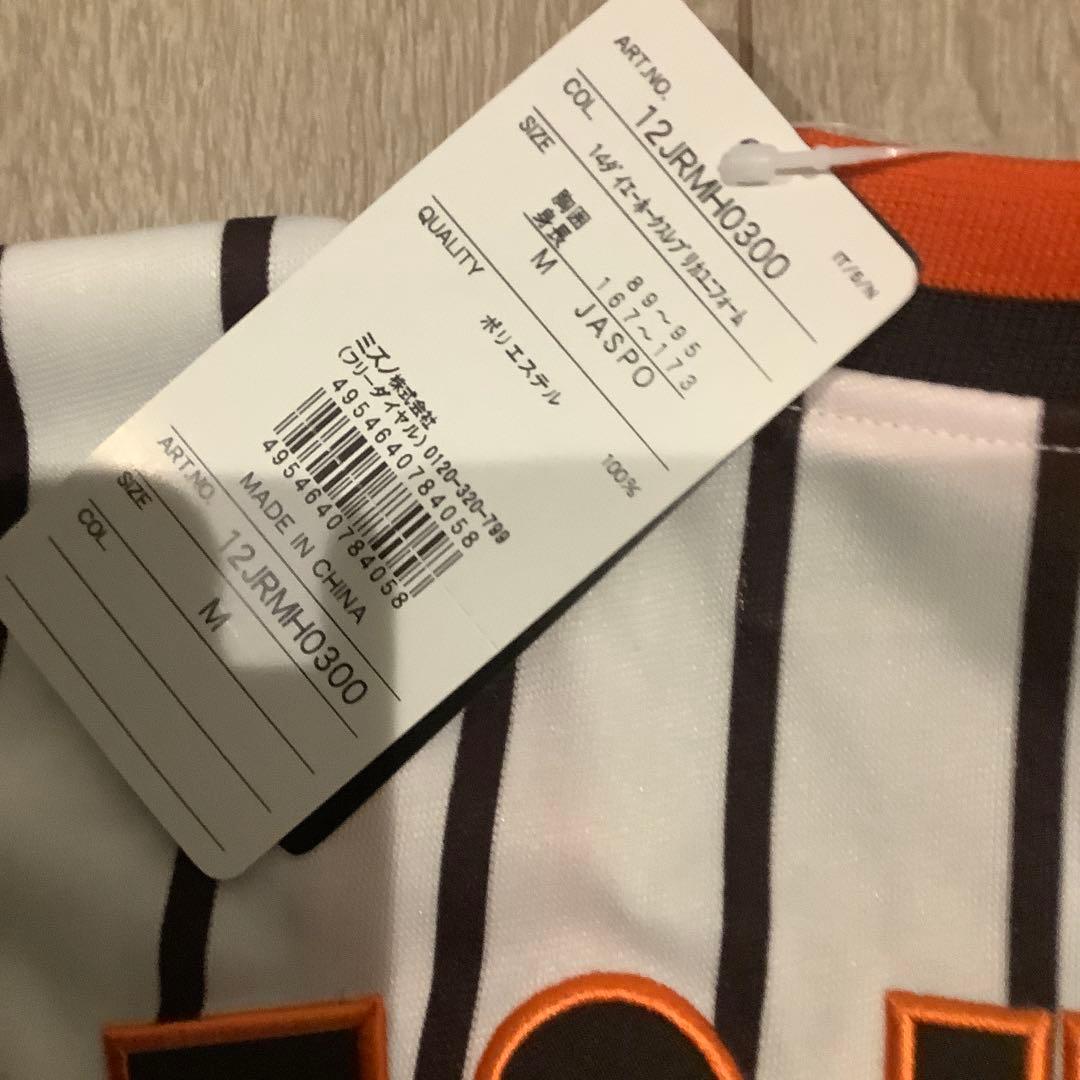 ART.NO. 12JRMH0300
COL 14ダイエーホークスレプリカユニフォーム
SIZE 胸囲 89～95
身長 167～173
M JASPO
QUALITY
ポリエステル 100%
ミズノ株式会社
(フリーダイヤル) 0120-320-799
4954640784058
4954640784058
MADE IN CHINA
ART.NO. 12JRMH0300
SIZE M
COL